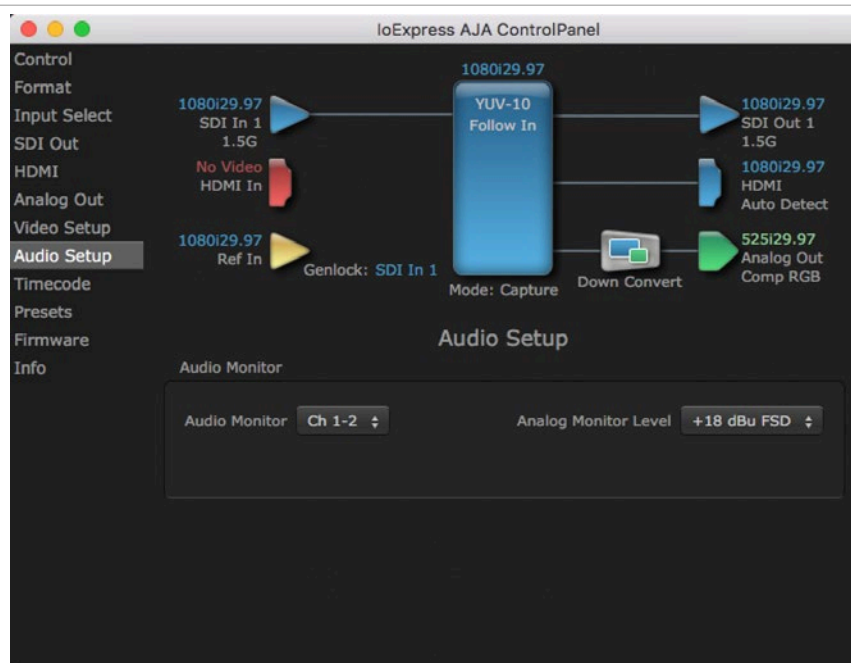 IoExpress AJA ControlPanel
Control
Format
Input Select
SDI Out
HDMI
Analog Out
Video Setup
Audio Setup
Timecode
Presets
Firmware
Info
1080i29.97
YUV-10
Follow In
Mode: Capture
1080i29.97
SDI In 1
1.5G
No Video
HDMI In
1080i29.97
Ref In
Genlock: SDI In 1
1080i29.97
SDI Out 1
1.5G
1080i29.97
HDMI
Auto Detect
Down Convert
525i29.97
Analog Out
Comp RGB
Audio Setup
Audio Monitor
Audio Monitor Ch 1-2
Analog Monitor Level +18 dBu FSD